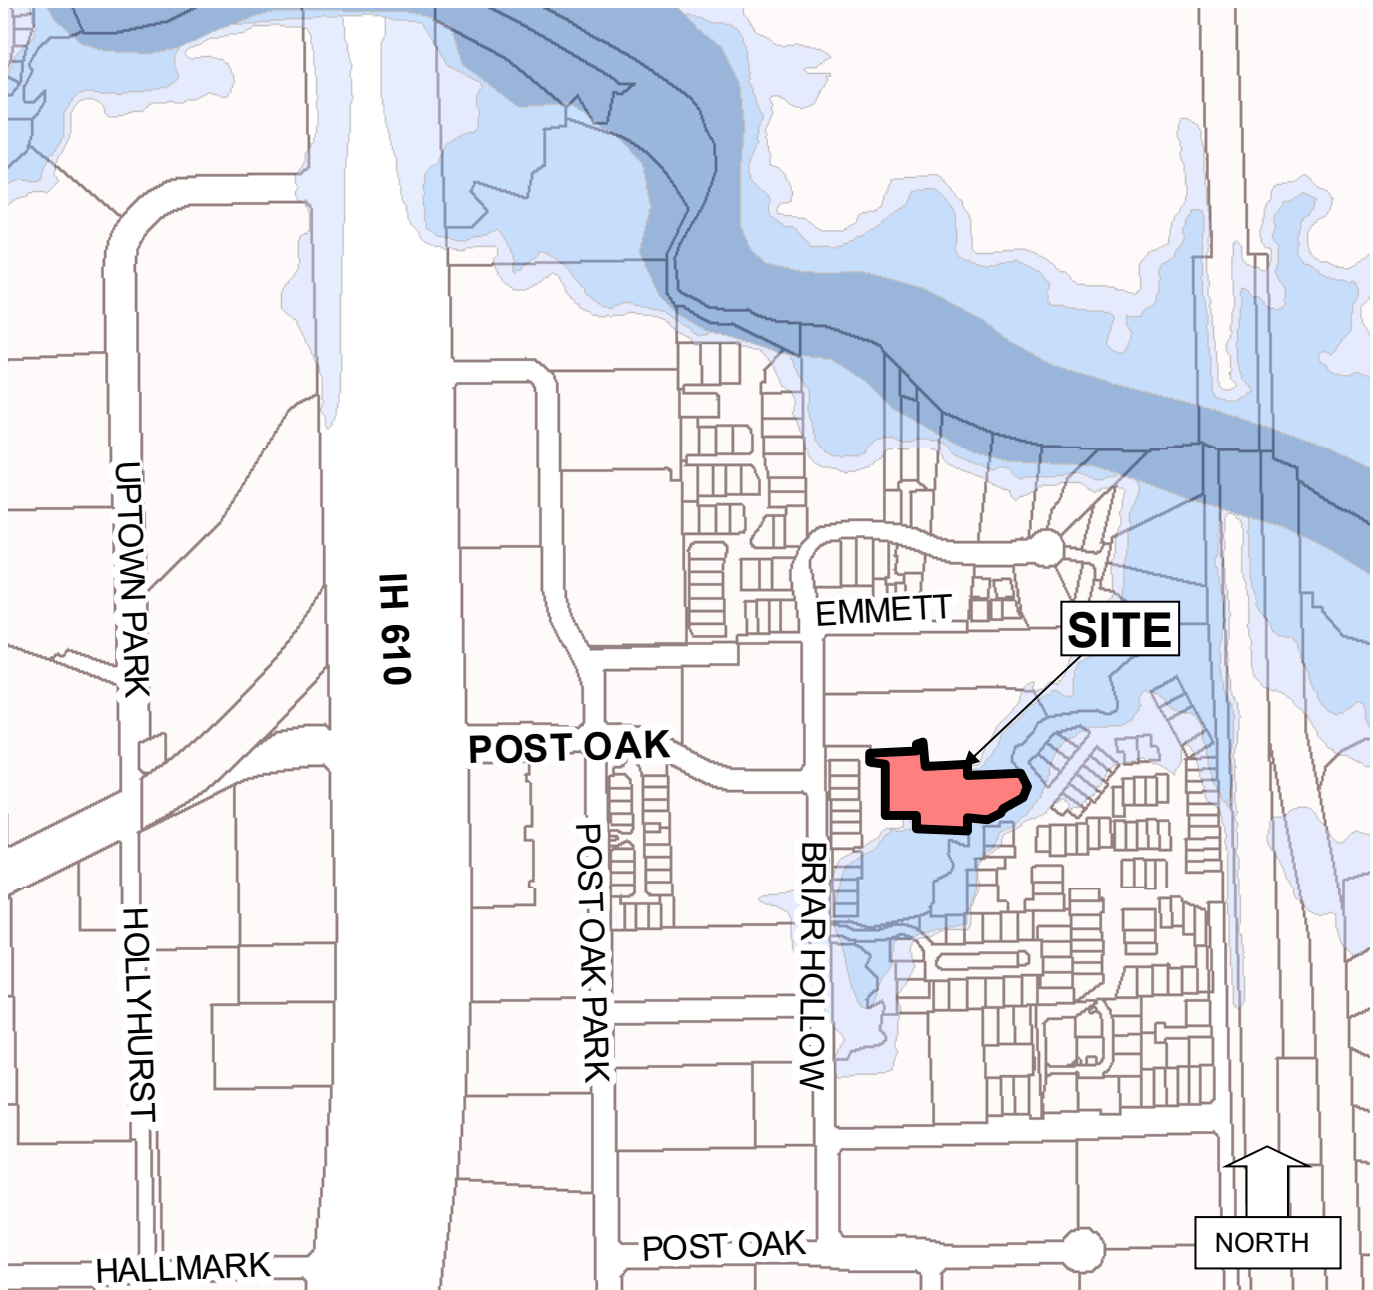 UPTOWN PARK
IH 610
EMMETT
SITE
POST OAK
POST OAK PARK
BRIAR HOLLOW
HOLLYHURST
POST OAK
NORTH
HALLMARK